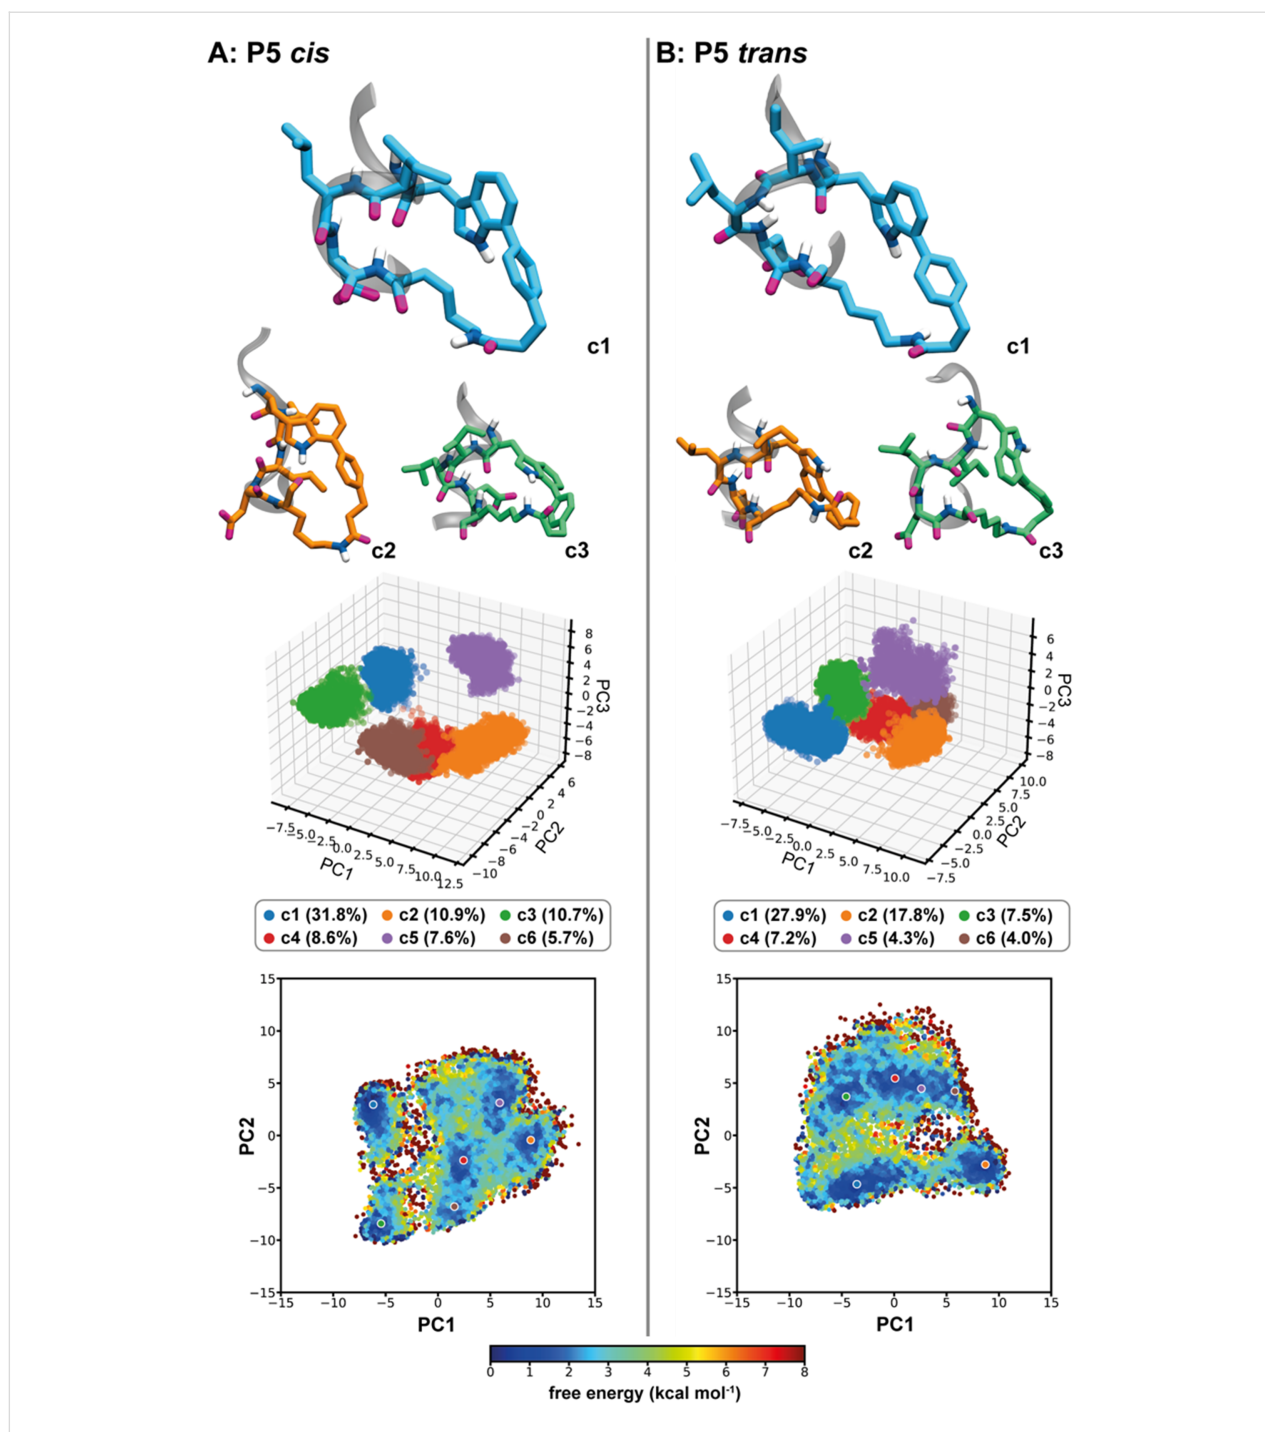 A: P5 cis
B: P5 trans
c1
c1
c2
c3
c2
c3
8
6
4
2
0
−2
−4
−6
−8
PC3
6
4
2
0
−2
−4
−6
−8
PC3
−7.5
−5.0
−2.5
0.0
2.5
5.0
7.5
10.0
12.5
PC1
−10
−8
−6
−4
−2
0
2
4
6
PC2
−7.5
−5.0
−2.5
0.0
2.5
5.0
7.5
10.0
PC1
−7.5
−5.0
−2.5
0.0
2.5
5.0
7.5
10.0
PC2
c1 (31.8%) c2 (10.9%) c3 (10.7%)
c4 (8.6%) c5 (7.6%) c6 (5.7%)
c1 (27.9%) c2 (17.8%) c3 (7.5%)
c4 (7.2%) c5 (4.3%) c6 (4.0%)
15
10
5
0
−5
−10
−15
PC2
−15 −10 −5 0 5 10 15
PC1
15
10
5
0
−5
−10
−15
PC2
−15 −10 −5 0 5 10 15
PC1
0 1 2 3 4 5 6 7 8
free energy (kcal mol-1)